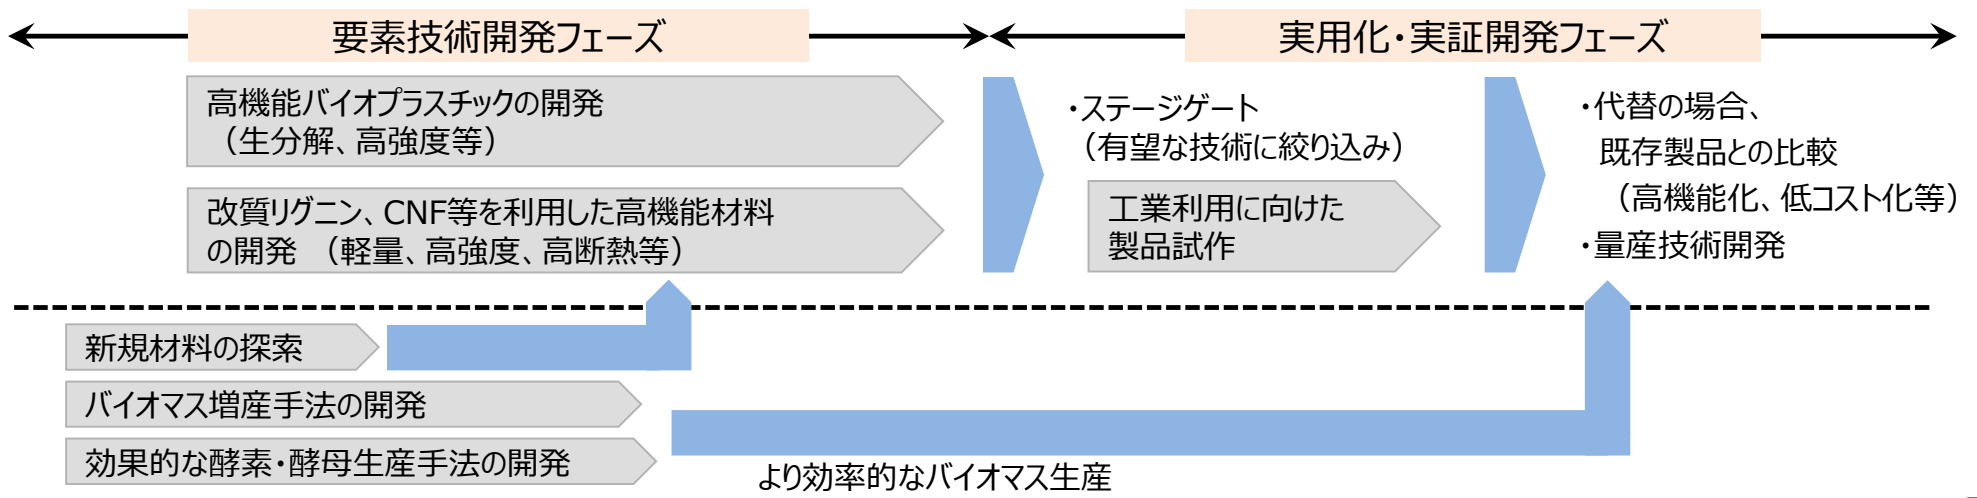 要素技術開発フェーズ
実用化・実証開発フェーズ
高機能バイオプラスチックの開発
（生分解、高強度等）
改質リグニン、CNF等を利用した高機能材料
の開発 （軽量、高強度、高断熱等）
・ステージゲート
（有望な技術に絞り込み）
工業利用に向けた
製品試作
・代替の場合、
既存製品との比較
（高機能化、低コスト化等）
・量産技術開発
新規材料の探索
バイオマス増産手法の開発
効果的な酵素・酵母生産手法の開発
より効率的なバイオマス生産